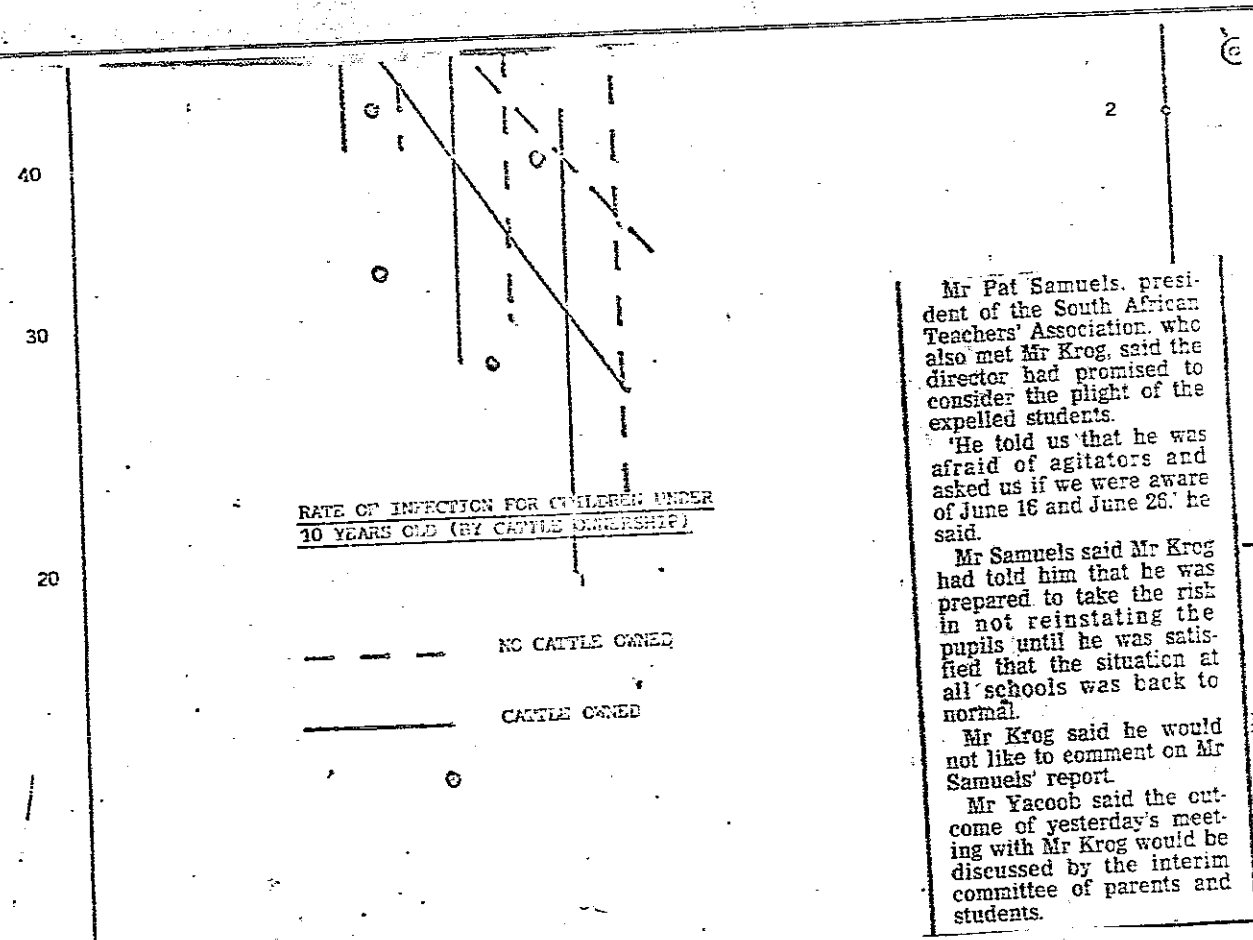 2
40
30
20
RATE OF INFECTION FOR CHILDREN UNDER
10 YEARS OLD (BY CATTLE OWNERSHIP)
NO CATTLE OWNED
CATTLE OWNED
Mr Pat Samuels, presi-
dent of the South African
Teachers' Association, who
also met Mr Krog, said the
director had promised to
consider the plight of the
expelled students.
'He told us that he was
afraid of agitators and
asked us if we were aware
of June 16 and June 26,' he
said.
Mr Samuels said Mr Krog
had told him that he was
prepared to take the risk
in not reinstating the
pupils until he was satis-
fied that the situation at
all schools was back to
normal.
Mr Krog said he would
not like to comment on Mr
Samuels' report.
Mr Yacoob said the out-
come of yesterday's meet-
ing with Mr Krog would be
discussed by the interim
committee of parents and
students.